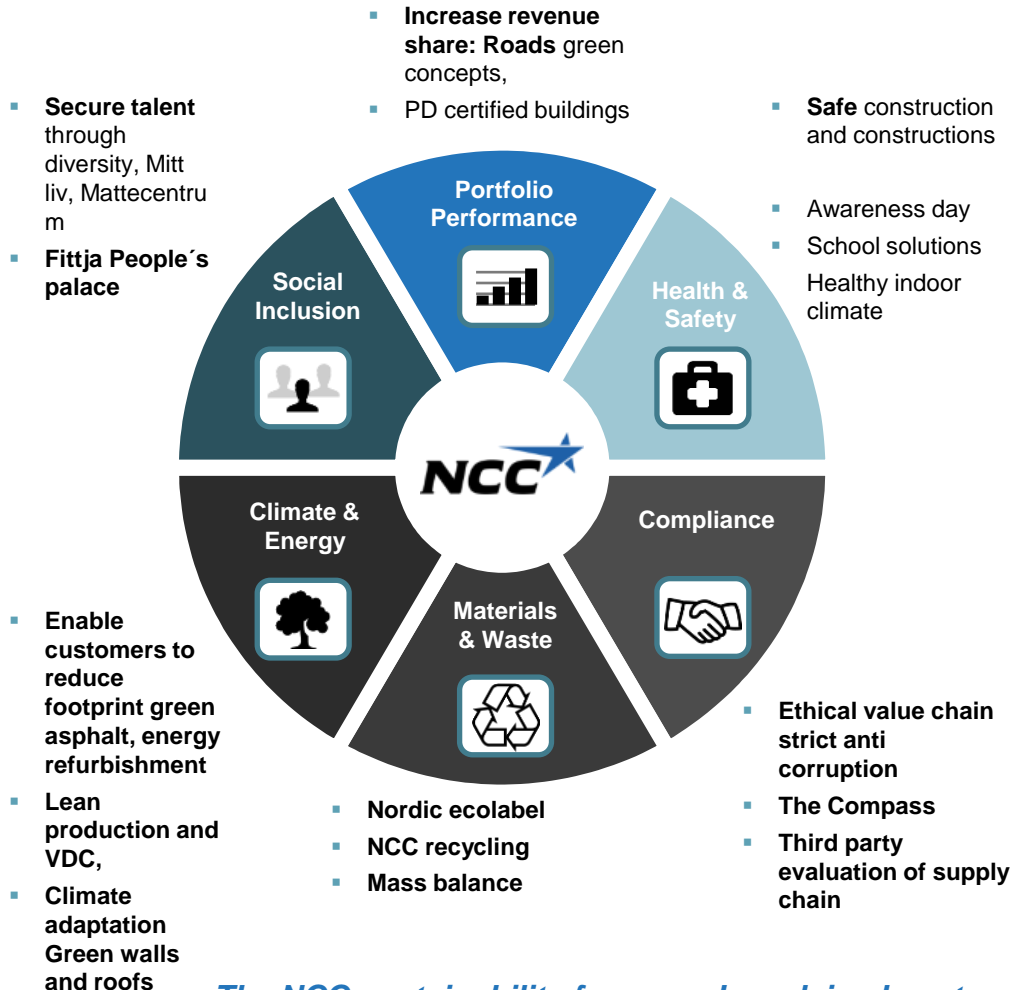 Increase revenue
share: Roads green
concepts,
PD certified buildings
Secure talent
through
diversity, Mitt
liv, Mattecentru
m
Fittja People´s
palace
Safe construction
and constructions
Awareness day
School solutions
Healthy indoor
climate
Portfolio
Performance
Social
Inclusion
Health &
Safety
NCC
Climate &
Energy
Compliance
Materials
& Waste
Enable
customers to
reduce
footprint green
asphalt, energy
refurbishment
Lean
production and
VDC,
Climate
adaptation
Green walls
and roofs
Nordic ecolabel
NCC recycling
Mass balance
Ethical value chain
strict anti
corruption
The Compass
Third party
evaluation of supply
chain
The NCC sustainability framework